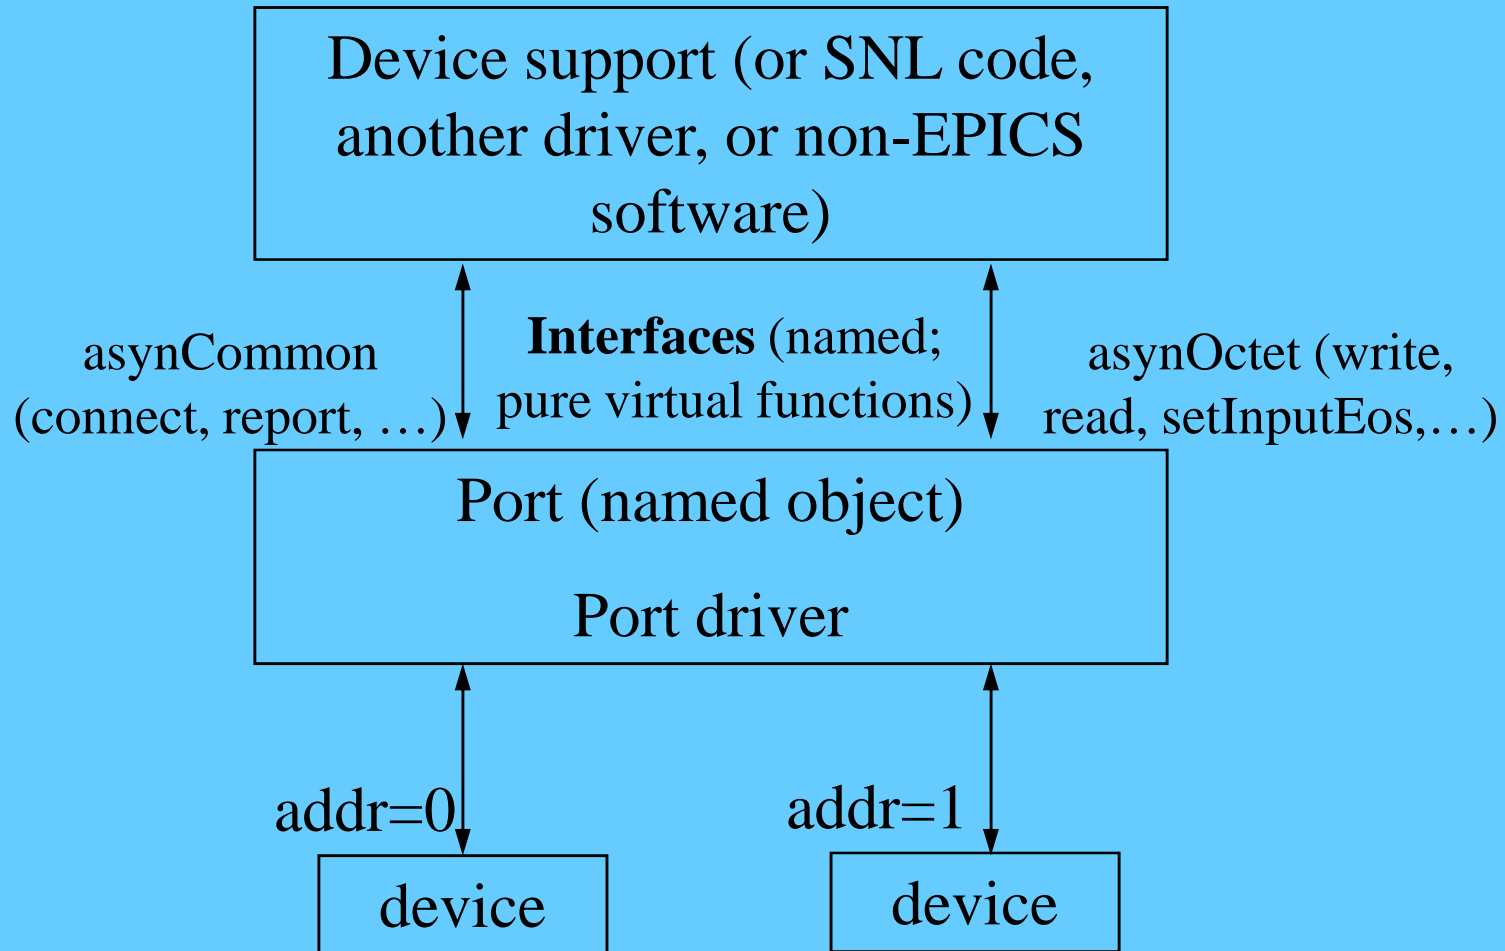 Device support (or SNL code,
another driver, or non-EPICS
software)
asynCommon
(connect, report, …)
Interfaces (named;
pure virtual functions)
asynOctet (write,
read, setInputEos,…)
Port (named object)
Port driver
addr=0
addr=1
device
device